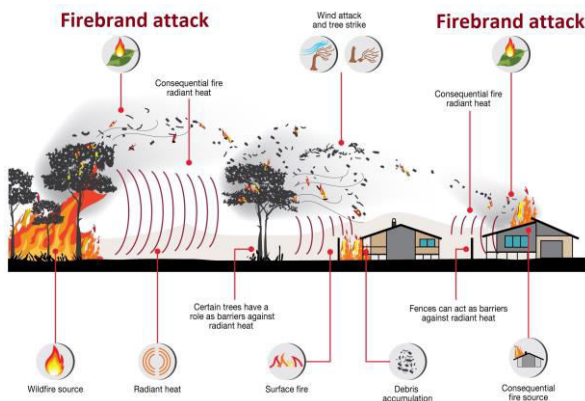 Firebrand attack
Wind attack
and tree strike
Firebrand attack
Consequential fire
radiant heat
Consequential fire
radiant heat
Certain trees have a
role as barriers against
radiant heat
Fences can act as barriers
against radiant heat
Wildfire source
Radiant heat
Surface fire
Debris
accumulation
Consequential
fire source